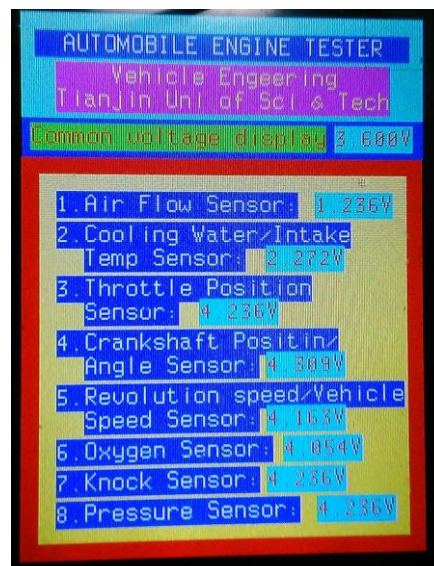 AUTOMOBILE ENGINE TESTER
Vehicle Engeering
Tianjin Uni of Sci & Tech
Common voltage display 3.600V
1.Air Flow Sensor: 1.236V
2.Cooling Water/Intake
Temp Sensor: 2.272V
3.Throttle Position
Sensor: 4.236V
4.Crankshaft Positin/
Angle Sensor: 4.309V
5.Revolution speed/Vehicle
Speed Sensor: 4.163V
6.Oxygen Sensor: 4.054V
7.Knock Sensor: 4.236V
8.Pressure Sensor: 4.236V